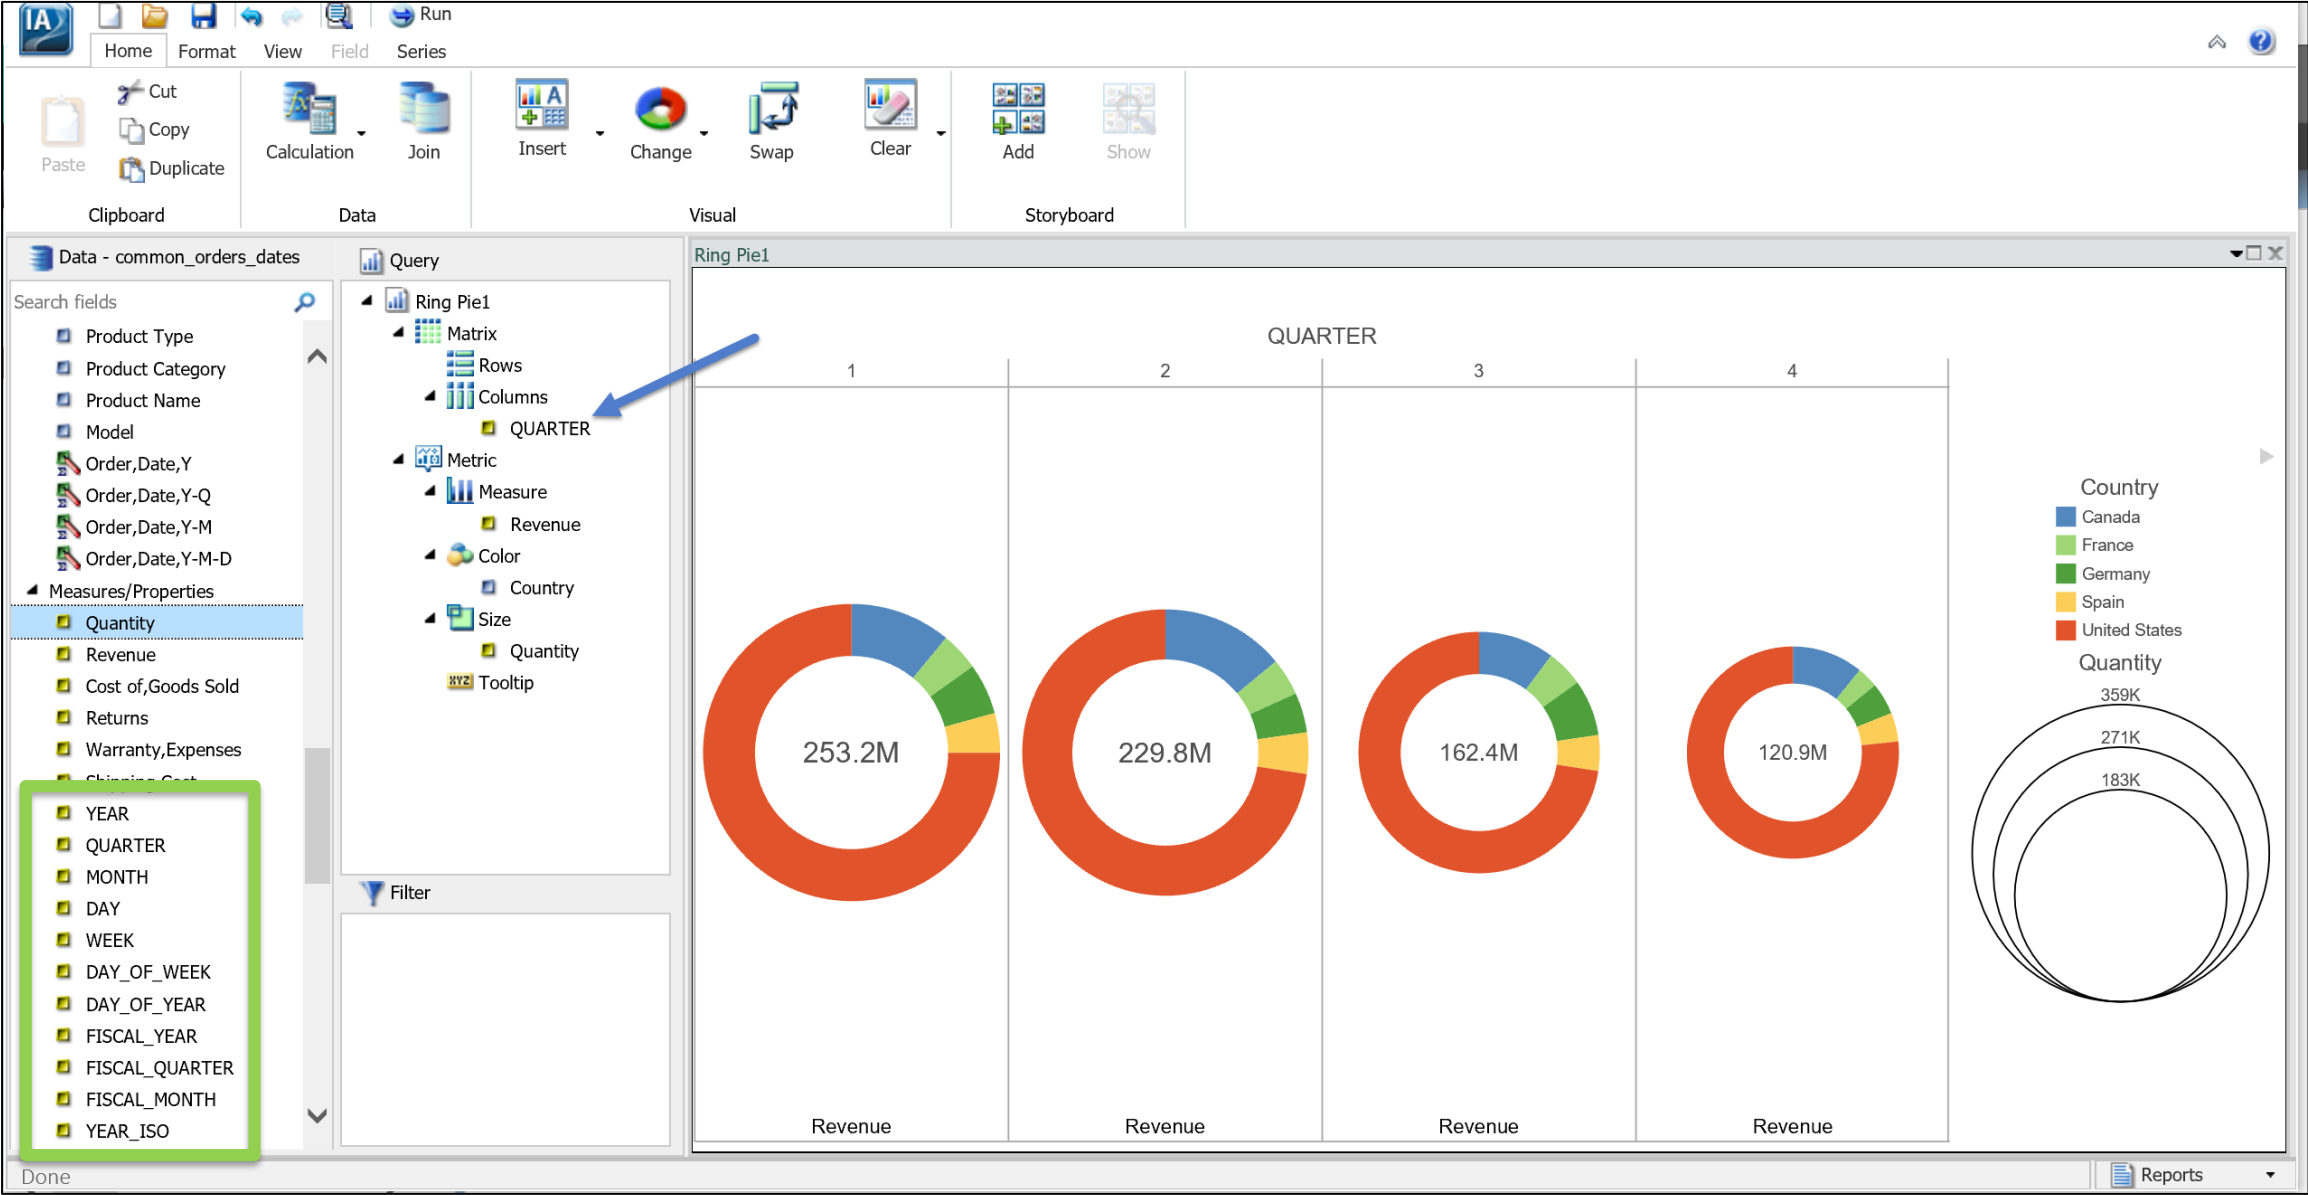 IA
Run
Home Format View Field Series
Paste
Cut
Copy
Duplicate
Clipboard
Calculation
Join
Data
Insert
Change
Swap
Clear
Visual
Add
Show
Storyboard
Data - common_orders_dates
Search fields
Product Type
Product Category
Product Name
Model
Order,Date,Y
Order,Date,Y-Q
Order,Date,Y-M
Order,Date,Y-M-D
Measures/Properties
Quantity
Revenue
Cost of,Goods Sold
Returns
Warranty,Expenses
Shipping,Cost
YEAR
QUARTER
MONTH
DAY
WEEK
DAY_OF_WEEK
DAY_OF_YEAR
FISCAL_YEAR
FISCAL_QUARTER
FISCAL_MONTH
YEAR_ISO
Query
Ring Pie1
Matrix
Rows
Columns
QUARTER
Metric
Measure
Revenue
Color
Country
Size
Quantity
XYZ Tooltip
Filter
Ring Pie1
QUARTER
1 2 3 4
253.2M 229.8M 162.4M 120.9M
Revenue Revenue Revenue Revenue
Country
Canada
France
Germany
Spain
United States
Quantity
359K
271K
183K
Done
Reports